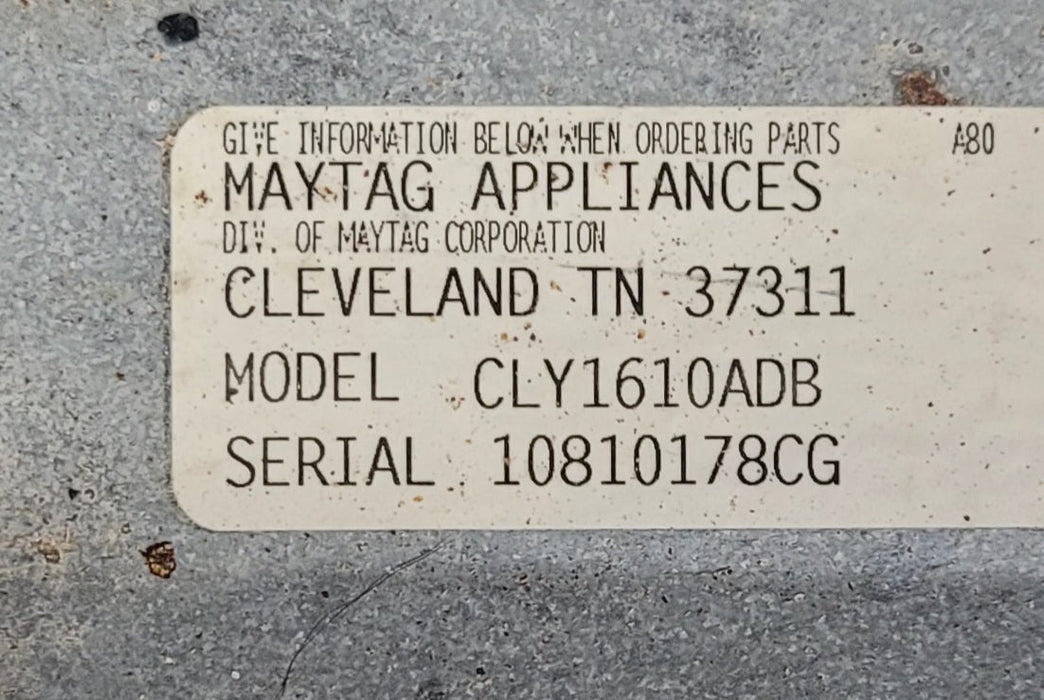 GIVE INFORMATION BELOW WHEN ORDERING PARTS A80
MAYTAG APPLIANCES
DIV. OF MAYTAG CORPORATION
CLEVELAND TN 37311
MODEL CLY1610ADB
SERIAL 10810178CG